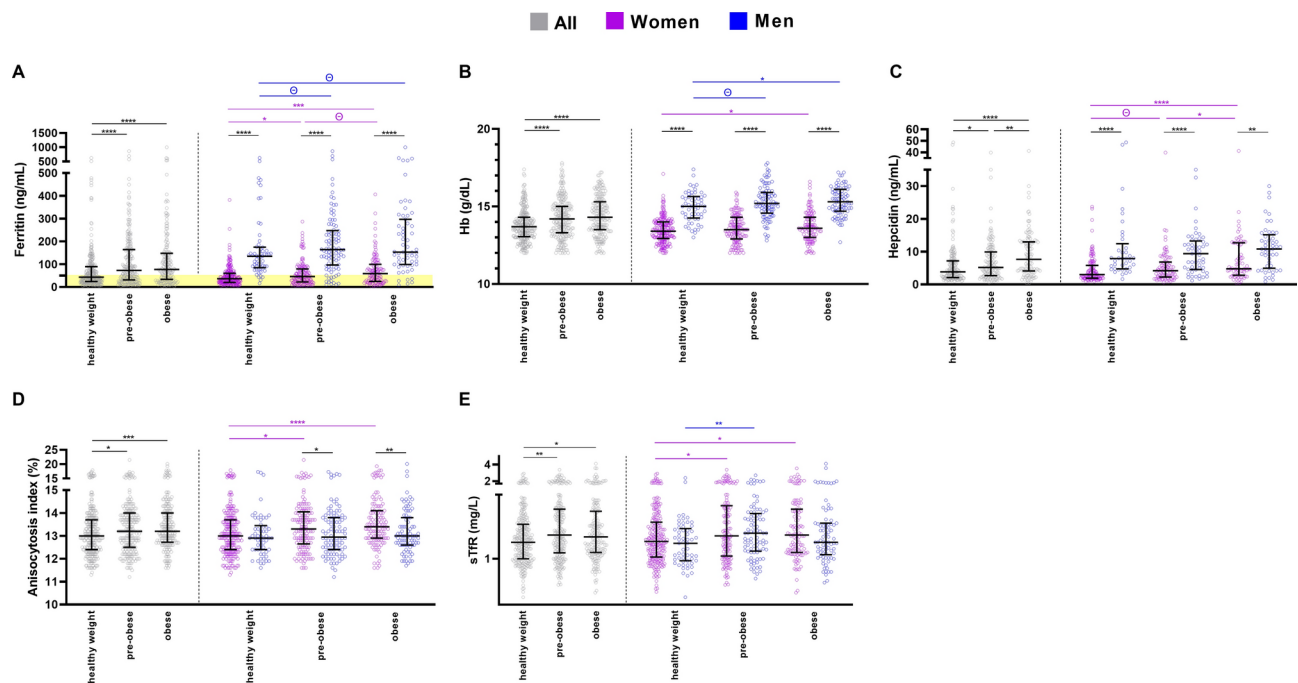 All Women Men
A
Θ
Θ
***
* Θ
****
****
**** **** ****
Ferritin (ng/mL)
1500
1000
500
400
300
200
100
50
0
healthy weight
pre-obese
obese
healthy weight
pre-obese
obese
B
*
Θ
*
****
****
**** **** ****
Hb (g/dL)
20
15
10
healthy weight
pre-obese
obese
healthy weight
pre-obese
obese
C
****
Θ *
****
* **
**** **** **
Hepcidin (ng/mL)
60
50
40
30
20
10
0
healthy weight
pre-obese
obese
healthy weight
pre-obese
obese
D
****
*
***
*
* **
Anisocytosis index (%)
25
20
15
14
13
12
11
10
healthy weight
pre-obese
obese
healthy weight
pre-obese
obese
E
**
*
*
*
**
sTfR (mg/L)
4
2
1
healthy weight
pre-obese
obese
healthy weight
pre-obese
obese